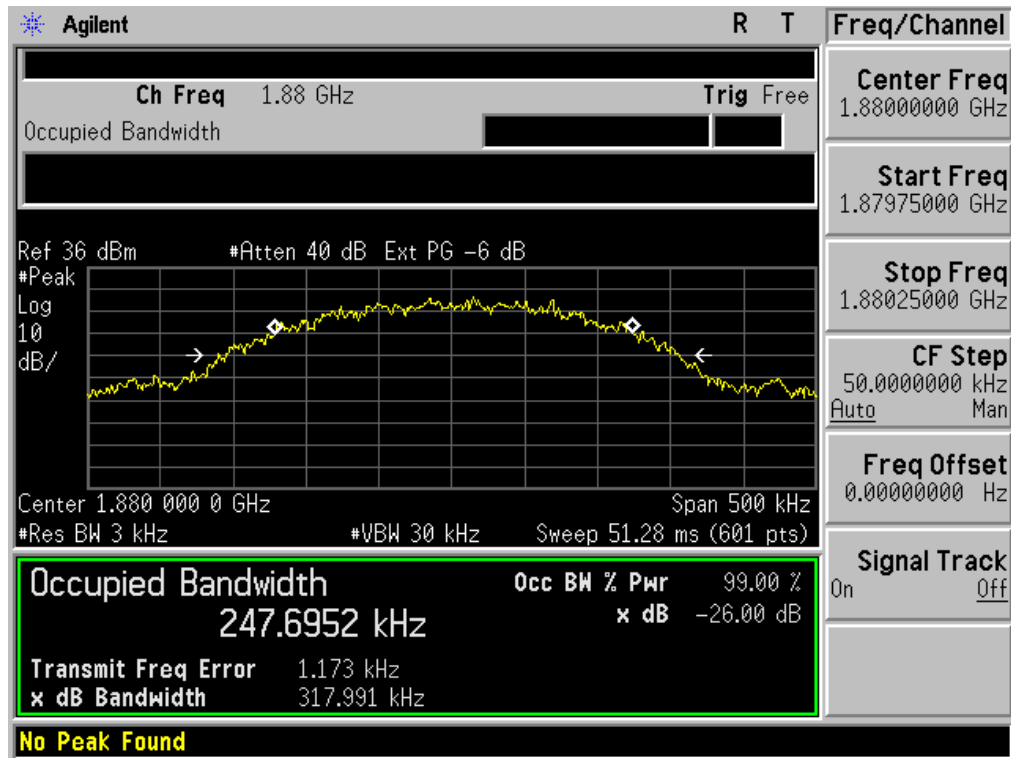 Agilent R T
Freq/Channel
Ch Freq 1.88 GHz Trig Free
Occupied Bandwidth
Center Freq
1.88000000 GHz
Start Freq
1.87975000 GHz
Stop Freq
1.88025000 GHz
CF Step
50.0000000 kHz
Auto Man
Freq Offset
0.00000000 Hz
Signal Track
On Off
Ref 36 dBm #Atten 40 dB Ext PG -6 dB
#Peak
Log
10
dB/
Center 1.880 000 0 GHz Span 500 kHz
#Res BW 3 kHz #VBW 30 kHz Sweep 51.28 ms (601 pts)
Occupied Bandwidth Occ BW % Pwr 99.00 %
247.6952 kHz x dB -26.00 dB
Transmit Freq Error 1.173 kHz
x dB Bandwidth 317.991 kHz
No Peak Found